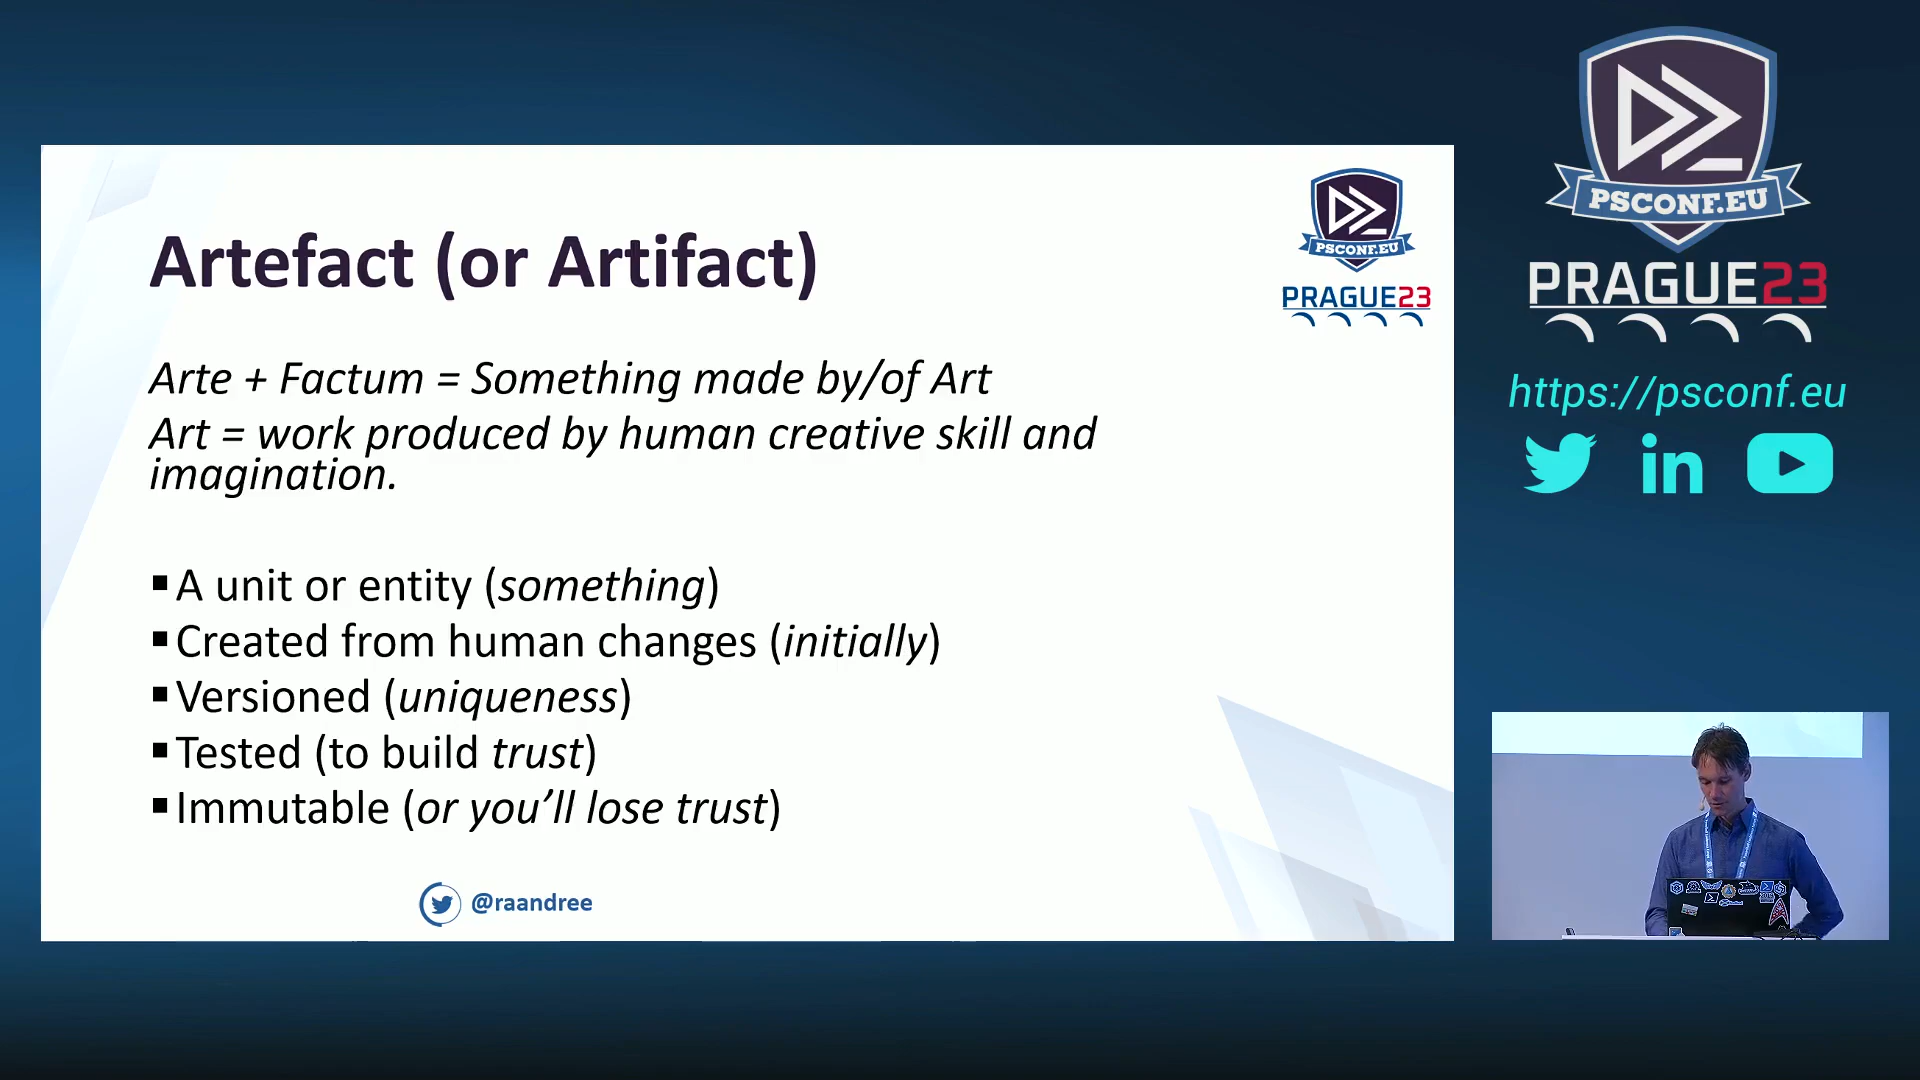 Artefact (or Artifact)
Arte + Factum = Something made by/of Art
Art = work produced by human creative skill and
imagination.
▪A unit or entity (something)
▪Created from human changes (initially)
▪Versioned (uniqueness)
▪Tested (to build trust)
▪Immutable (or you’ll lose trust)
@raandree
PSCONF.EU
PRAGUE23
PSCONF.EU
PRAGUE23
https://psconf.eu
in